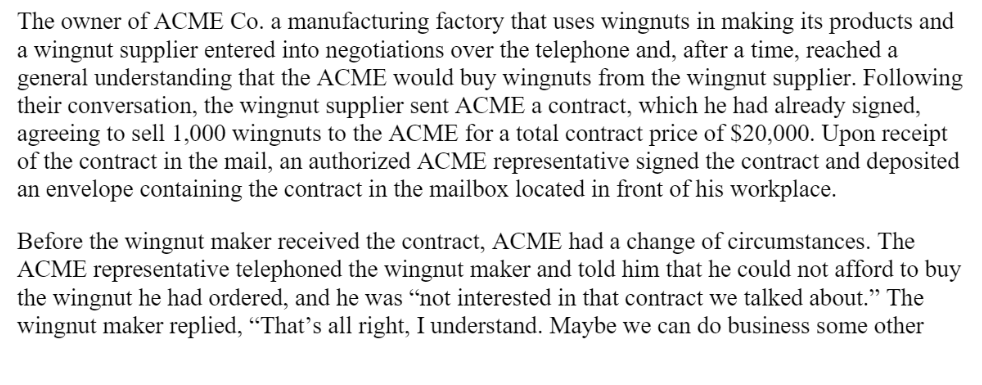 The owner of ACME Co. a manufacturing factory that uses wingnuts in making its products and
a wingnut supplier entered into negotiations over the telephone and, after a time, reached a
general understanding that the ACME would buy wingnuts from the wingnut supplier. Following
their conversation, the wingnut supplier sent ACME a contract, which he had already signed,
agreeing to sell 1,000 wingnuts to the ACME for a total contract price of $20,000. Upon receipt
of the contract in the mail, an authorized ACME representative signed the contract and deposited
an envelope containing the contract in the mailbox located in front of his workplace.
Before the wingnut maker received the contract, ACME had a change of circumstances. The
ACME representative telephoned the wingnut maker and told him that he could not afford to buy
the wingnut he had ordered, and he was “not interested in that contract we talked about.” The
wingnut maker replied, “That’s all right, I understand. Maybe we can do business some other